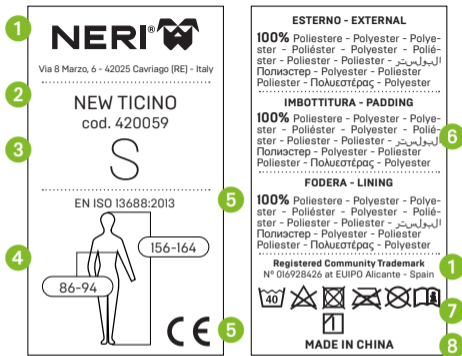 1
NERI®
Via 8 Marzo, 6 - 42025 Cavriago (RE) - Italy
2
NEW TICINO
cod. 420059
3
S
EN ISO 13688:2013
5
4
156-164
86-94
CE
5
ESTERNO - EXTERNAL
100% Poliestere - Polyester - Polye-
ster - Poliéster - Polyester - Polié-
ster - Poliester - Polyester - البوليستر
Полиэстер - Polyester - Poliester
Poliester - Πολυεστέρας - Polyester
IMBOTTITURA - PADDING
100% Poliestere - Polyester - Polye-
ster - Poliéster - Polyester - Polié-
ster - Poliester - Polyester - البوليستر
6
Полиэстер - Polyester - Poliester
Poliester - Πολυεστέρας - Polyester
FODERA - LINING
100% Poliestere - Polyester - Polye-
ster - Poliéster - Polyester - Polié-
ster - Poliester - Polyester - البوليستر
Полиэстер - Polyester - Poliester
Poliester - Πολυεστέρας - Polyester
Registered Community Trademark
N° 016928426 at EUIPO Alicante - Spain
1
40
7
1
MADE IN CHINA
8